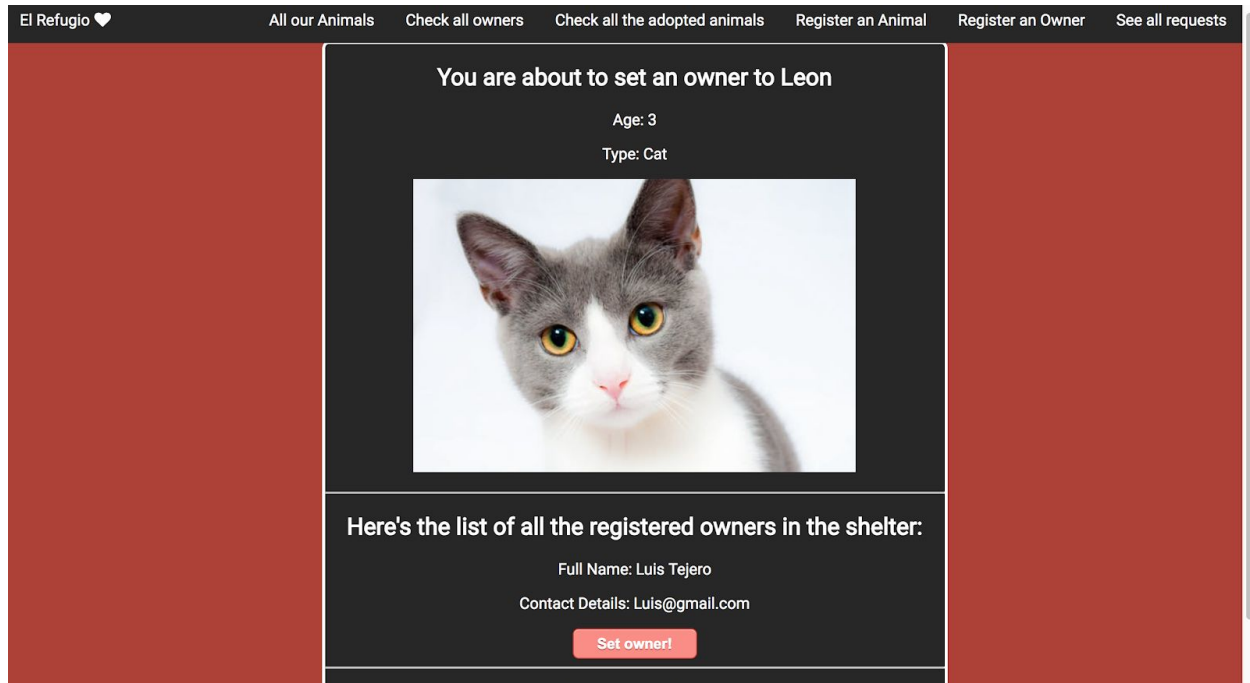 El Refugio All our Animals Check all owners Check all the adopted animals Register an Animal Register an Owner See all requests
You are about to set an owner to Leon
Age: 3
Type: Cat
Here's the list of all the registered owners in the shelter:
Full Name: Luis Tejero
Contact Details: Luis@gmail.com
Set owner!